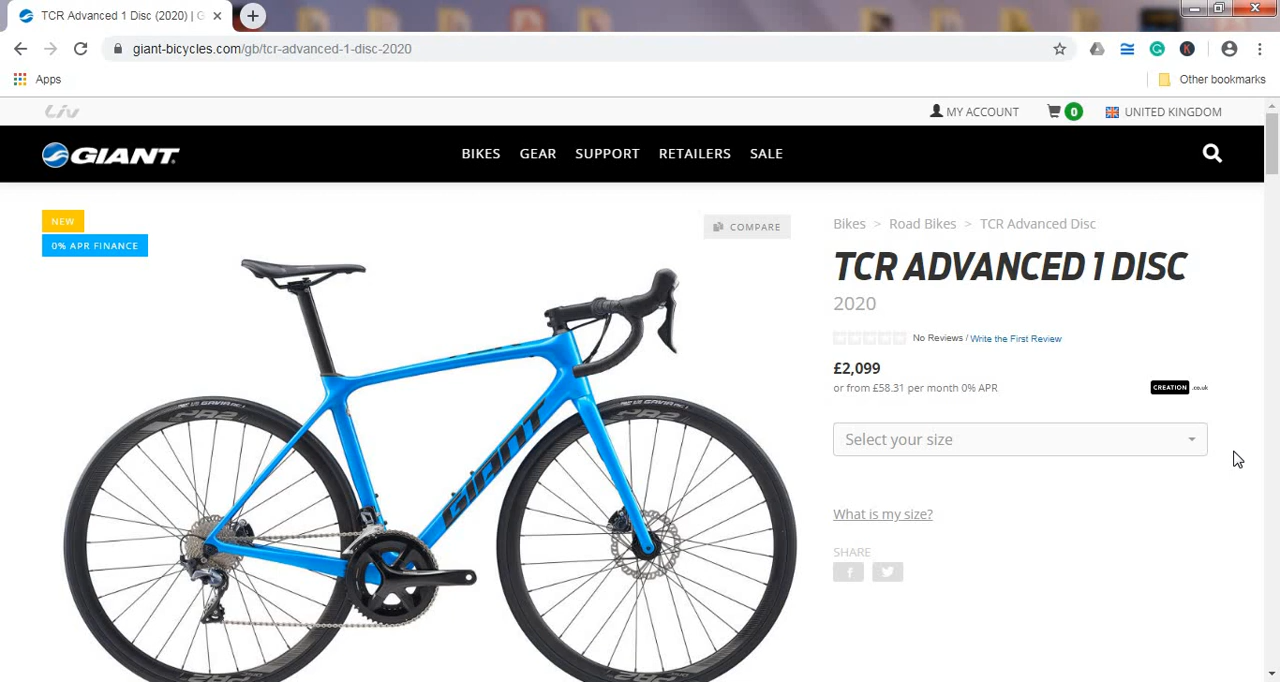 TCR Advanced 1 Disc (2020) | G
giant-bicycles.com/gb/tcr-advanced-1-disc-2020
Apps
Other bookmarks
Liv
MY ACCOUNT
0
UNITED KINGDOM
GIANT
BIKES
GEAR
SUPPORT
RETAILERS
SALE
NEW
0% APR FINANCE
COMPARE
Bikes > Road Bikes > TCR Advanced Disc
TCR ADVANCED 1 DISC
2020
No Reviews / Write the First Review
£2,099
or from £58.31 per month 0% APR
CREATION .co.uk
Select your size
What is my size?
SHARE
GIANT
PR2
PR2